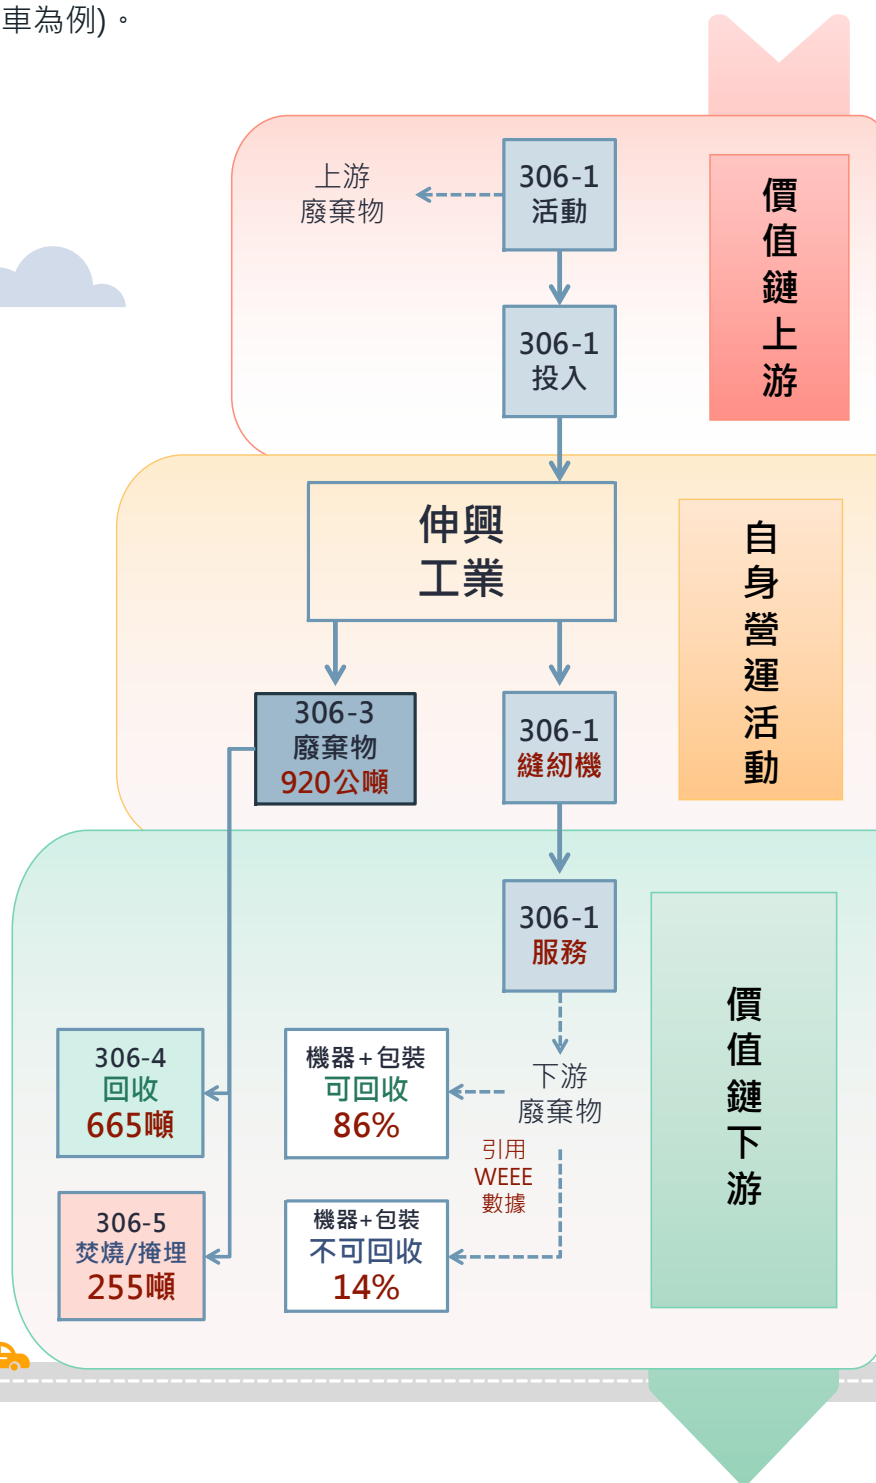 車為例)。
上游
廢棄物
306-1
活動
價值鏈上游
306-1
投入
伸興
工業
自身營運活動
306-3
廢棄物
920公噸
306-1
縫紉機
306-1
服務
價值鏈下游
306-4
回收
665噸
機器+包裝
可回收
86%
下游
廢棄物
引用
WEEE
數據
306-5
焚燒/掩埋
255噸
機器+包裝
不可回收
14%